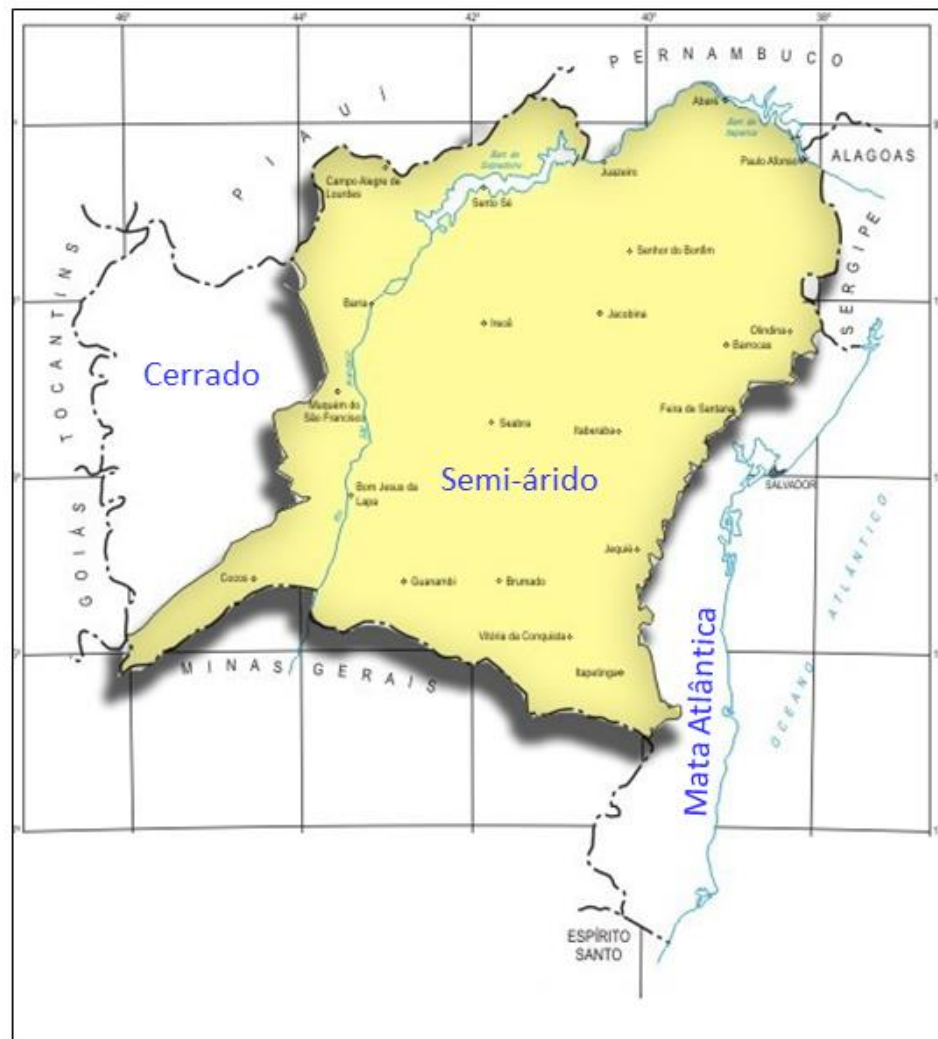 46°
44°
42°
40°
38°
PERNAMBUCO
PIAUÍ
Abaré
Paulo Afonso
ALAGOAS
Juazeiro
Campo Alegre de
Lourdes
Sento Sé
SERGIPE
Senhor do Bonfim
TOCANTINS
Barra
Irecê
Jacobina
Olindina
Barrocas
Cerrado
Muquém do
São Francisco
Feira de Santana
Seabra
Itaberaba
Semi-árido
SALVADOR
Bom Jesus da
Lapa
OCEANO ATLÂNTICO
GOIÁS
Jequié
Cocos
Guanambi
Brumado
Mata Atlântica
Vitória da Conquista
MINAS GERAIS
Itapetinga
ESPÍRITO
SANTO